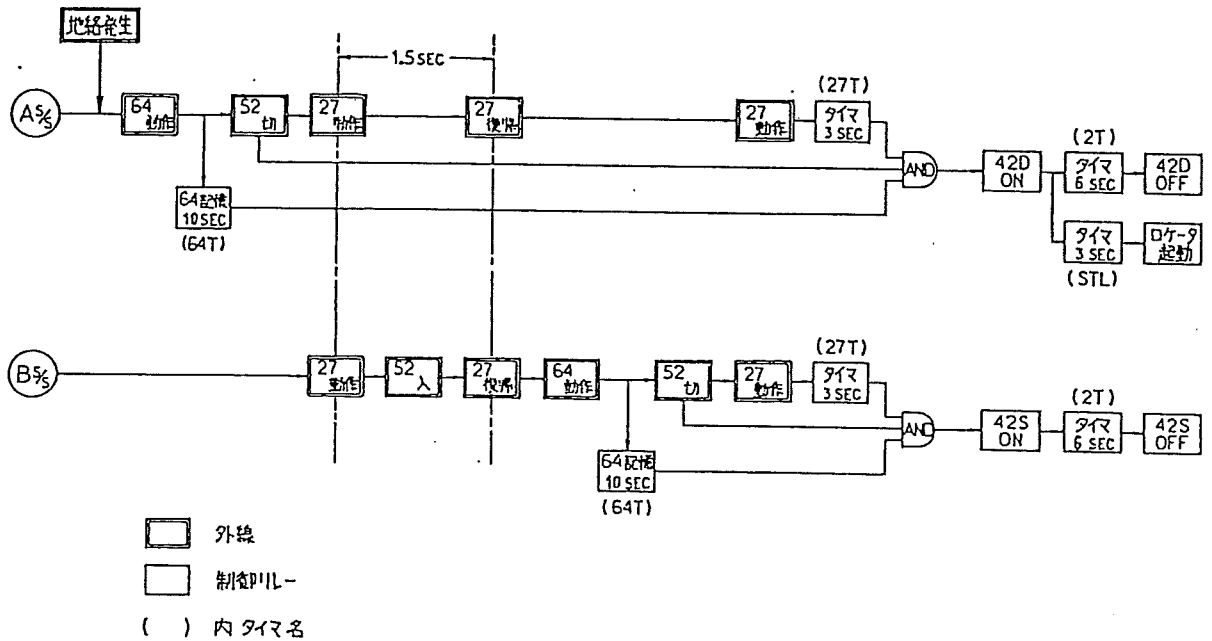 地絡発生
1.5SEC
A S/S
64
動作
52
切
27
動作
27
復帰
27
動作
(27T)
タイマ
3 SEC
AND
42D
ON
(2T)
タイマ
6 SEC
42D
OFF
64記憶
10 SEC
(64T)
タイマ
3 SEC
(STL)
ロケータ
起動
B S/S
27
動作
52
入
27
復帰
64
動作
52
切
27
動作
(27T)
タイマ
3 SEC
AND
42S
ON
(2T)
タイマ
6 SEC
42S
OFF
64記憶
10 SEC
(64T)
外線
制御リレー
( ) 内 タイマ名